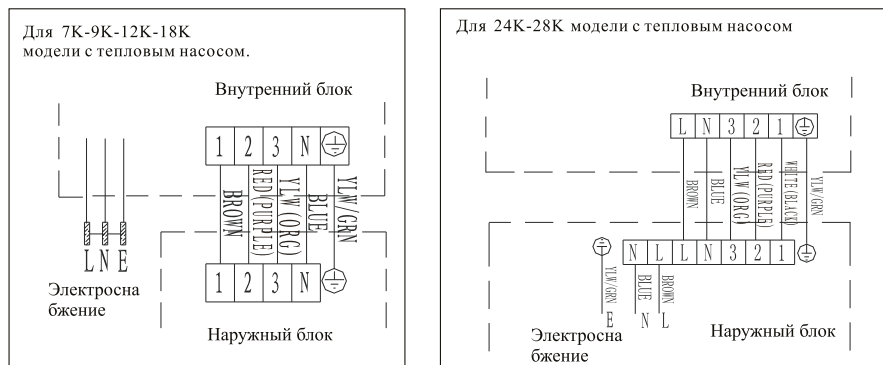 Для 7K-9K-12K-18K
модели с тепловым насосом.
Внутренний блок
1 2 3 N
BROWN
RED(PURPLE)
YLW (ORG)
BLUE
YLW/GRN
L N E
Электросна
бжение
1 2 3 N
Наружный блок
Для 24K-28K модели с тепловым насосом
Внутренний блок
L N 3 2 1
BROWN
BLUE
YLW (ORG)
RED(PURPLE)
WHITE(BLACK)
YLW/GRN
N L L N 3 2 1
YLW/GRN
BLUE
BROWN
E N L
Электросна
бжение
Наружный блок